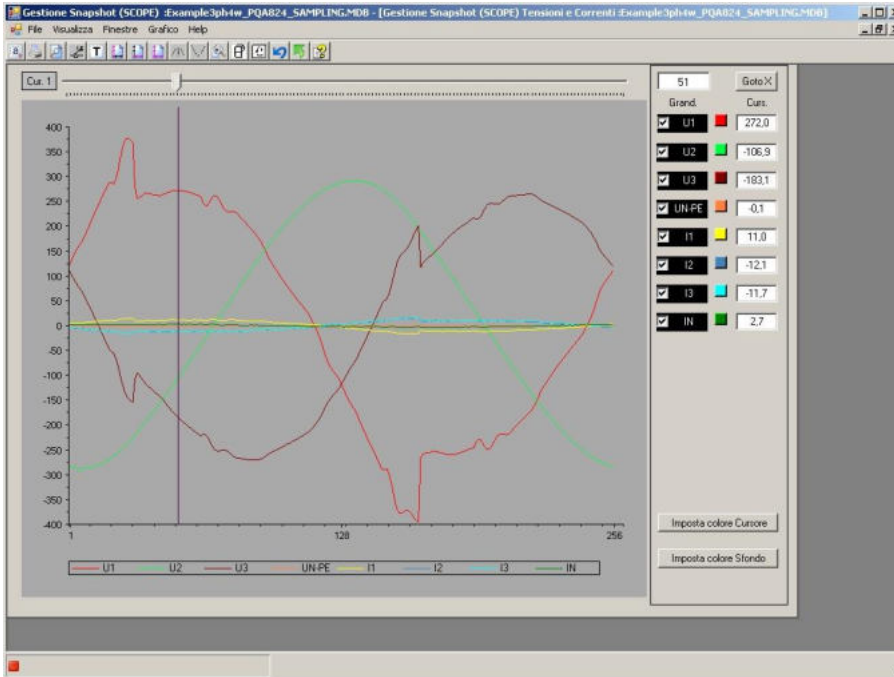 Gestione Snapshot (SCOPE) :Example3ph4w_PQA824_SAMPLING.MDB - [Gestione Snapshot (SCOPE) Tensioni e Correnti :Example3ph4w_PQA824_SAMPLING.MDB]
File Visualizza Finestre Grafico Help
Cur. 1
51 Goto X
Grand. Curs.
U1 272,0
U2 -106,9
U3 -183,1
UN-PE -0,1
I1 11,0
I2 -12,1
I3 -11,7
IN 2,7
400
350
300
250
200
150
100
50
0
-50
-100
-150
-200
-250
-300
-350
-400
1 128 256
U1 U2 U3 UN-PE I1 I2 I3 IN
Imposta colore Cursore
Imposta colore Sfondo